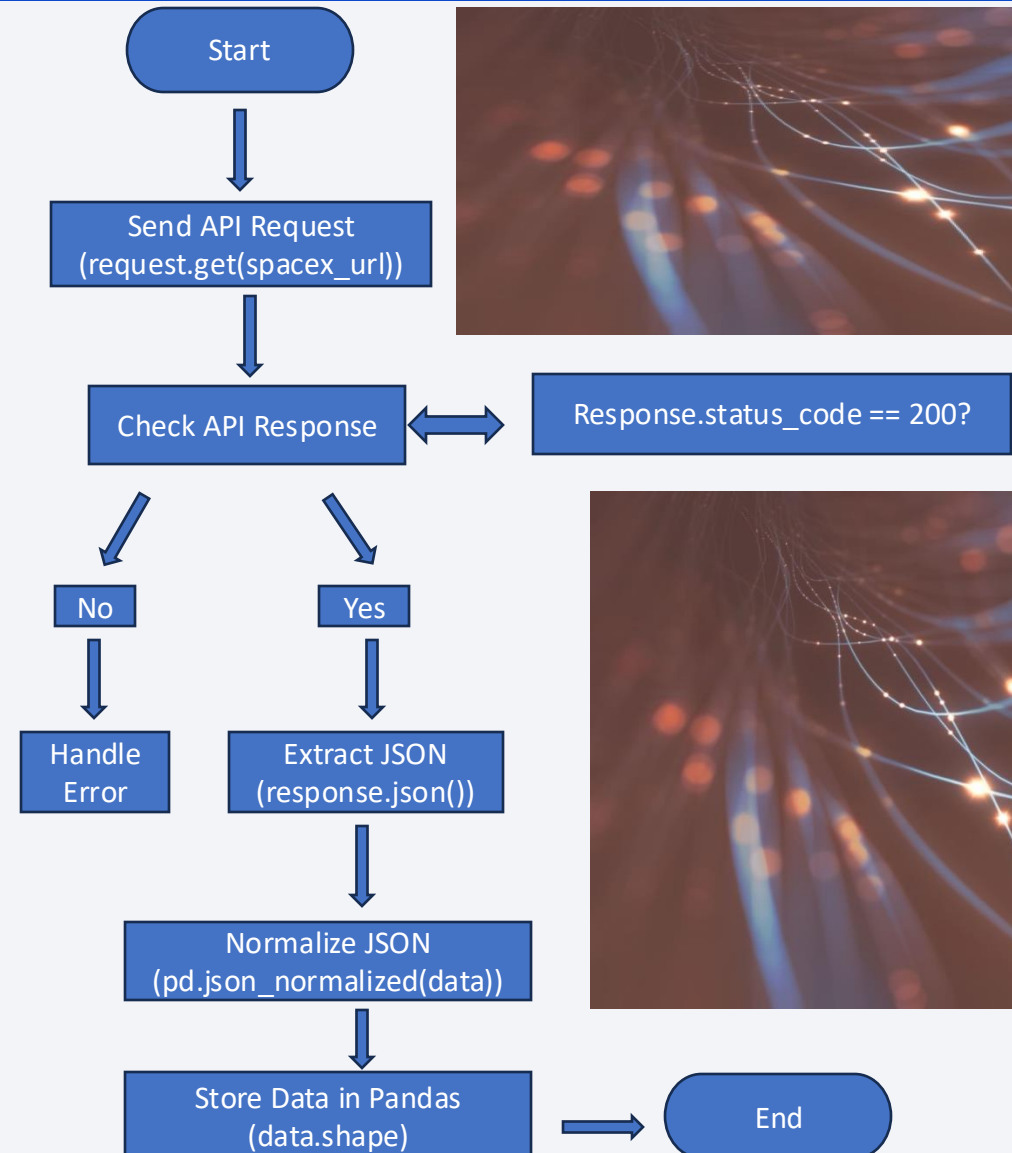 Start
Send API Request
(request.get(spacex_url))
Check API Response
Response.status_code == 200?
No
Yes
Handle
Error
Extract JSON
(response.json())
Normalize JSON
(pd.json_normalized(data))
Store Data in Pandas
(data.shape)
End